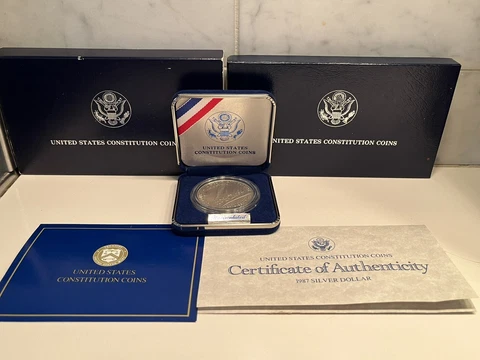 UNITED STATES CONSTITUTION COINS
UNITED STATES CONSTITUTION COINS
UNITED STATES
CONSTITUTION COINS
UNITED STATES
CONSTITUTION COINS
UNITED STATES CONSTITUTION COINS
Certificate of Authenticity
1987 SILVER DOLLAR